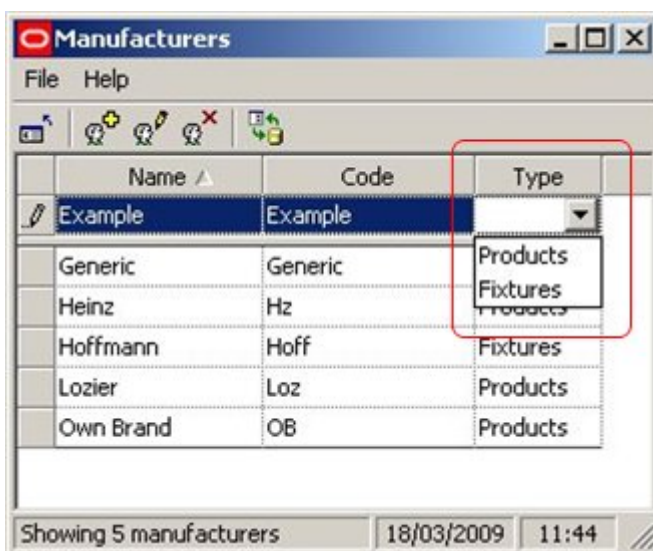 Manufacturers
File Help
Name Code Type
Example Example
Products
Fixtures
Generic Generic
Heinz Hz Products
Hoffmann Hoff Fixtures
Lozier Loz Products
Own Brand OB Products
Showing 5 manufacturers 18/03/2009 11:44